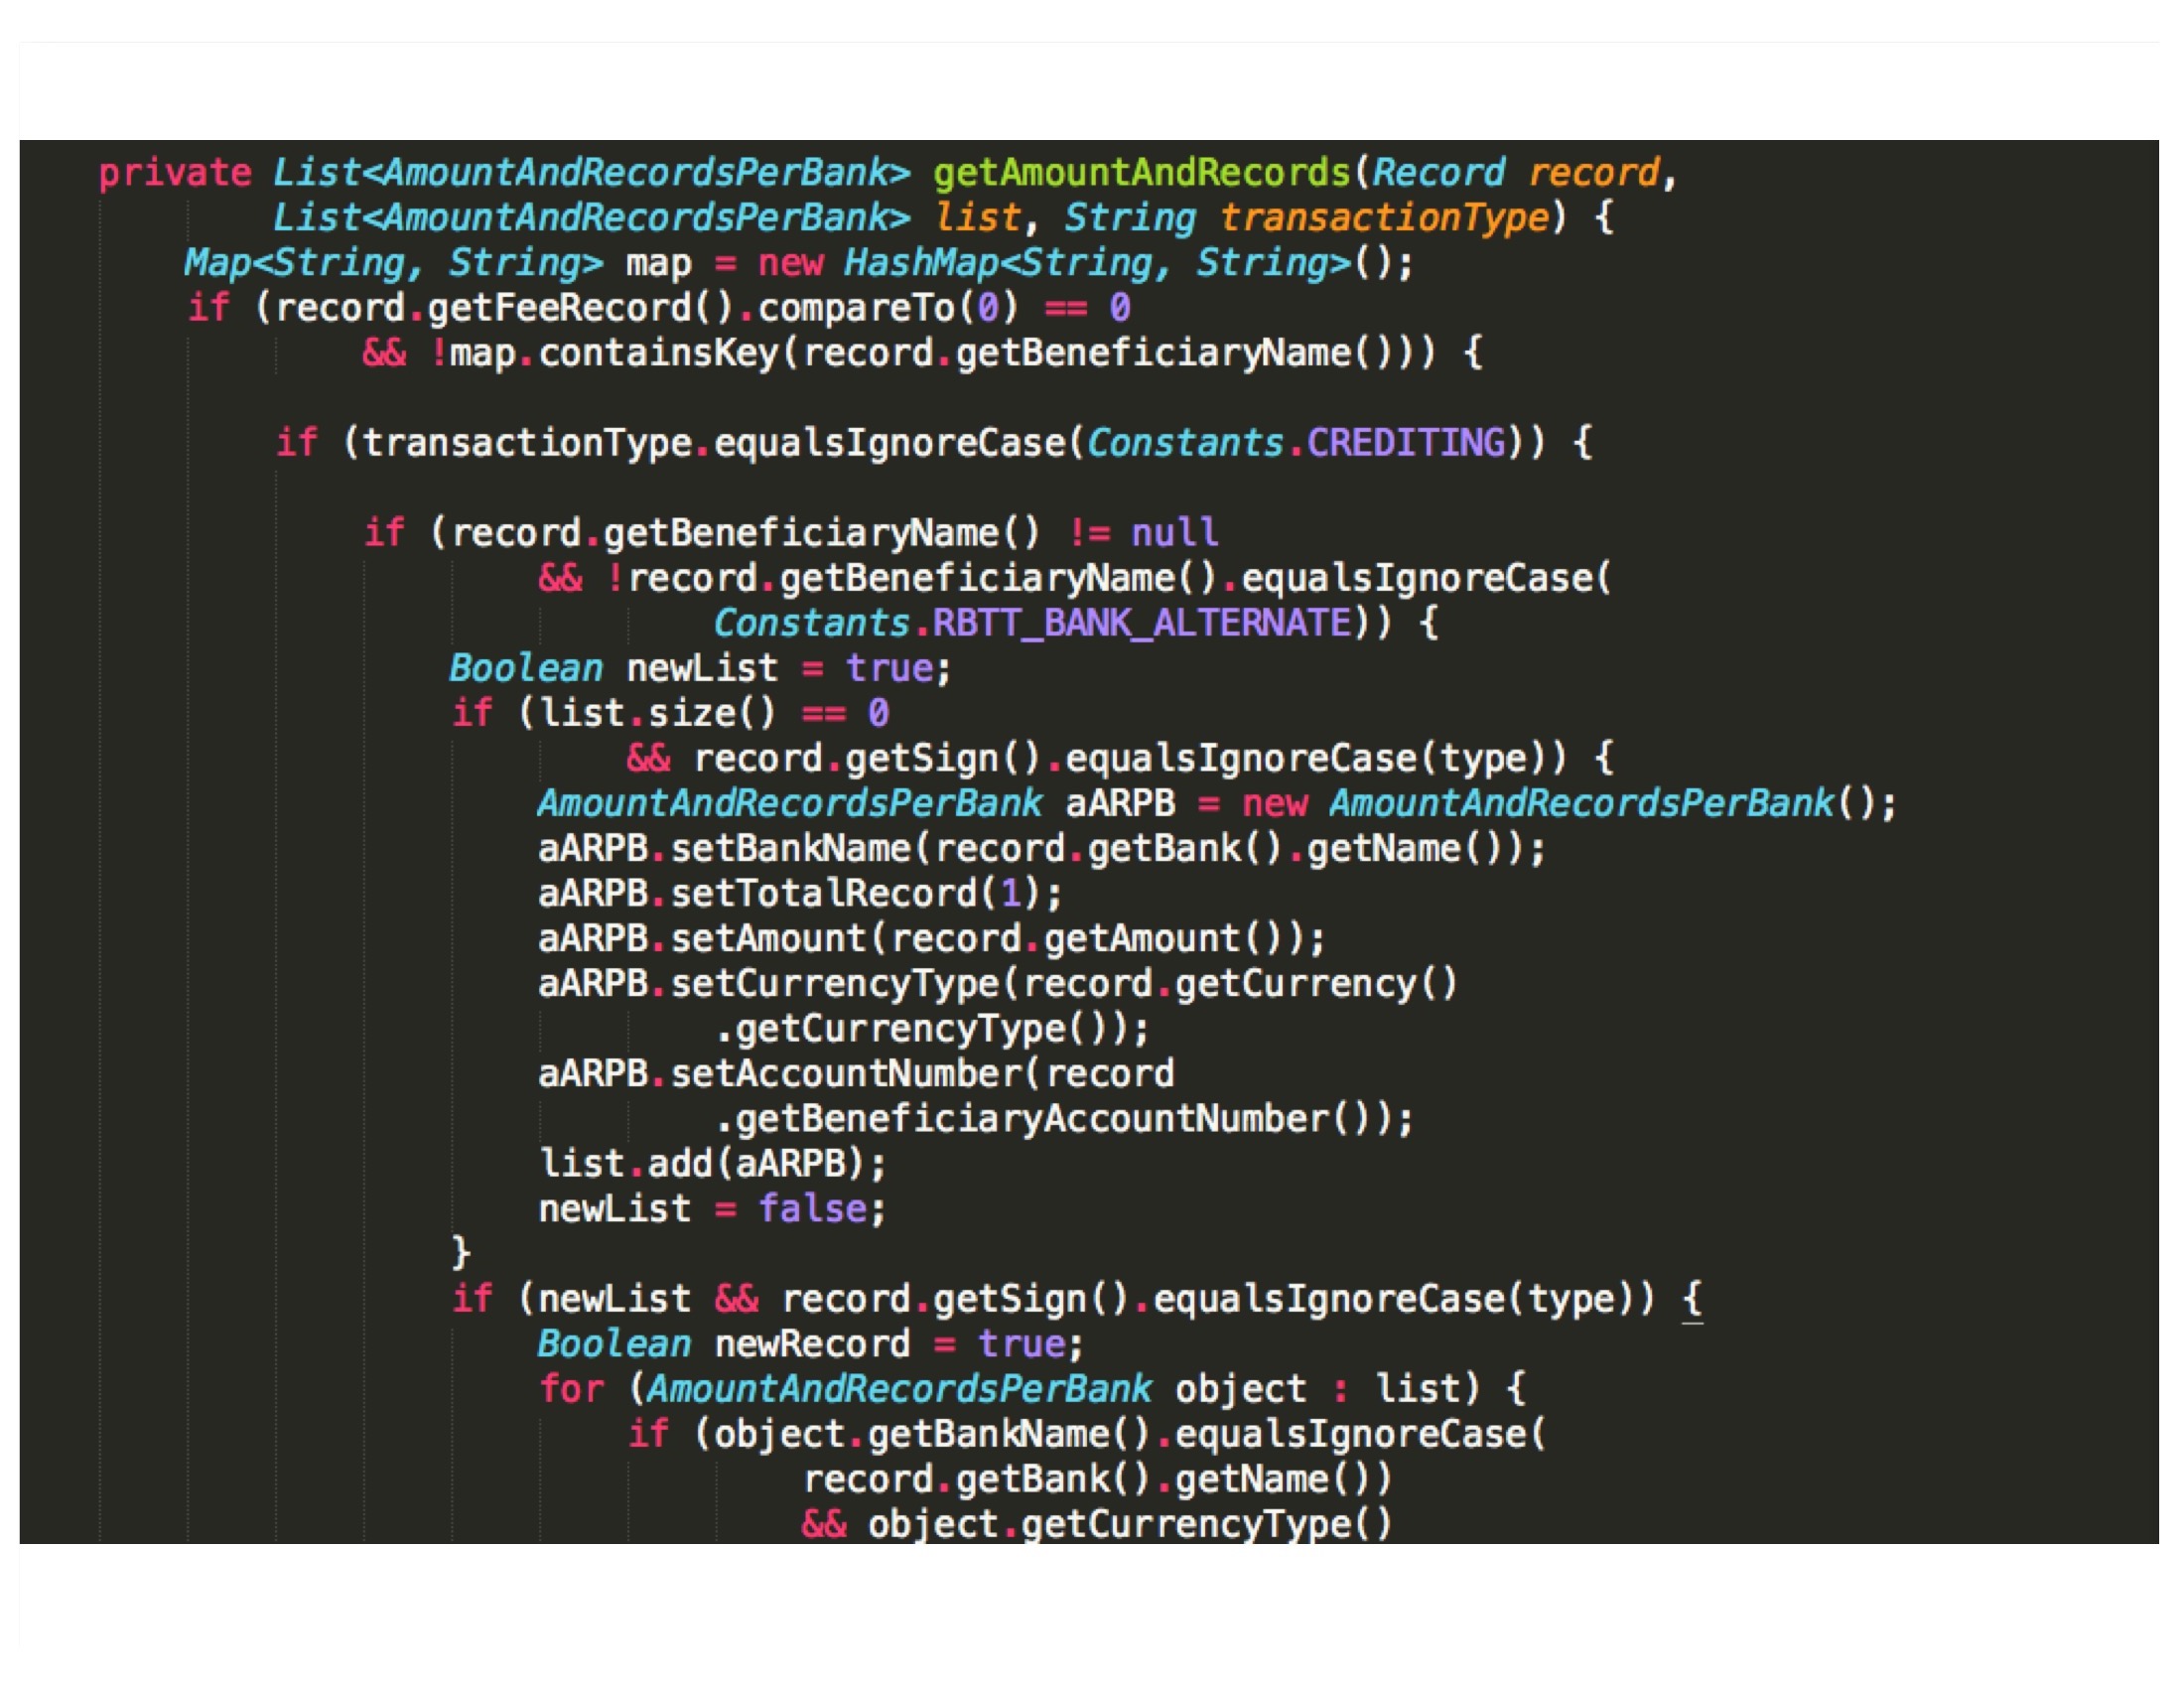 private List<AmountAndRecordsPerBank> getAmountAndRecords(Record record,
List<AmountAndRecordsPerBank> list, String transactionType) {
Map<String, String> map = new HashMap<String, String>();
if (record.getFeeRecord().compareTo(0) == 0
&& !map.containsKey(record.getBeneficiaryName())) {
if (transactionType.equalsIgnoreCase(Constants.CREDITING)) {
if (record.getBeneficiaryName() != null
&& !record.getBeneficiaryName().equalsIgnoreCase(
Constants.RBTT_BANK_ALTERNATE)) {
Boolean newList = true;
if (list.size() == 0
&& record.getSign().equalsIgnoreCase(type)) {
AmountAndRecordsPerBank aARPB = new AmountAndRecordsPerBank();
aARPB.setBankName(record.getBank().getName());
aARPB.setTotalRecord(1);
aARPB.setAmount(record.getAmount());
aARPB.setCurrencyType(record.getCurrency()
.getCurrencyType());
aARPB.setAccountNumber(record
.getBeneficiaryAccountNumber());
list.add(aARPB);
newList = false;
}
if (newList && record.getSign().equalsIgnoreCase(type)) {
Boolean newRecord = true;
for (AmountAndRecordsPerBank object : list) {
if (object.getBankName().equalsIgnoreCase(
record.getBank().getName())
&& object.getCurrencyType()